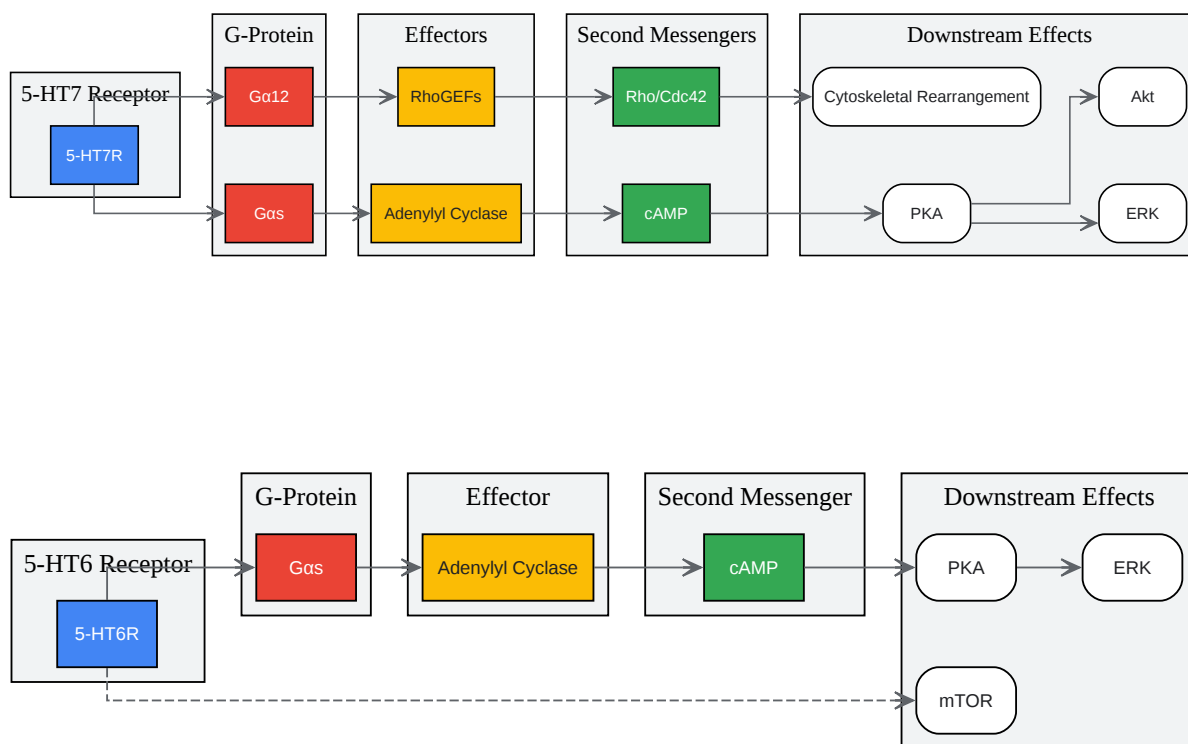 G-Protein
Effectors
Second Messengers
Downstream Effects
5-HT7 Receptor
Gα12
RhoGEFs
Rho/Cdc42
Cytoskeletal Rearrangement
Akt
5-HT7R
Gαs
Adenylyl Cyclase
cAMP
PKA
ERK
G-Protein
Effector
Second Messenger
Downstream Effects
5-HT6 Receptor
Gαs
Adenylyl Cyclase
cAMP
PKA
ERK
5-HT6R
mTOR